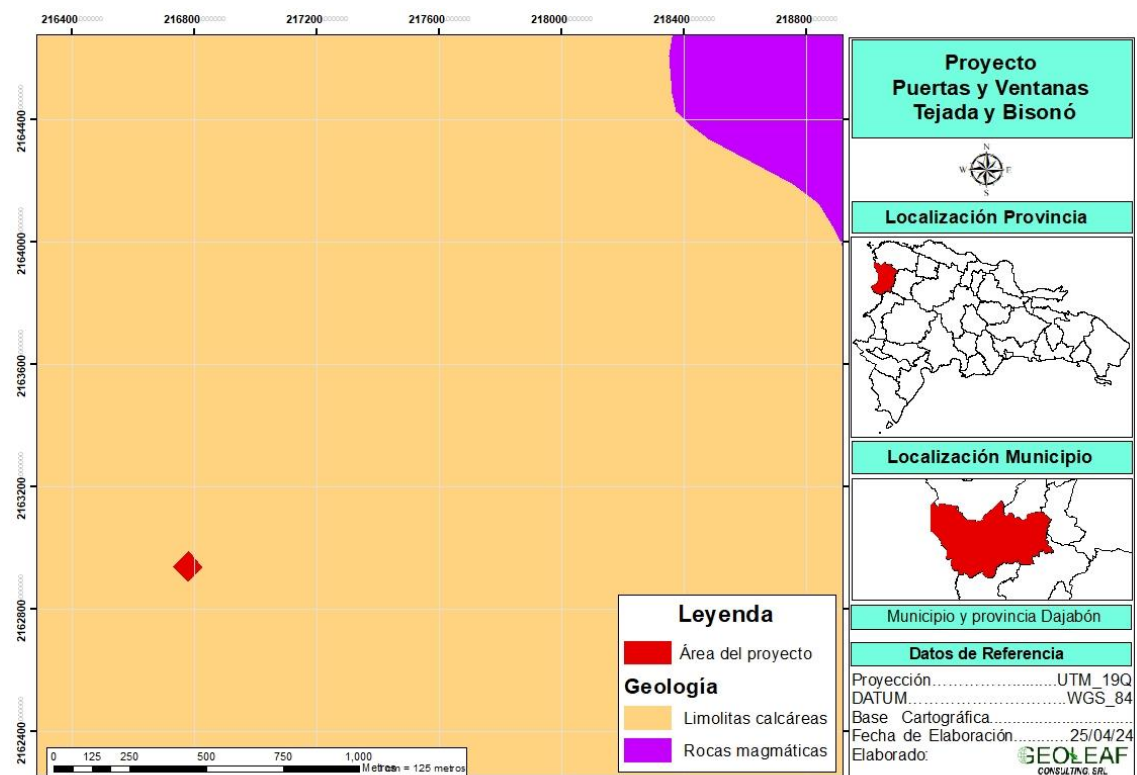 216400 216800 217200 217600 218000 218400 218800
2164400
2164000
2163600
2163200
2162800
2162400
Proyecto
Puertas y Ventanas
Tejada y Bisonó
N
W E
S
Localización Provincia
Localización Municipio
Municipio y provincia Dajabón
Datos de Referencia
Proyección......................UTM_19Q
DATUM..............................WGS_84
Base Cartográfica..............................
Fecha de Elaboración............25/04/24
Elaborado: GEOLEAF
CONSULTING, SRL
Leyenda
Área del proyecto
Geología
Limolitas calcáreas
Rocas magmáticas
0 125 250 500 750 1,000
= 125 metros